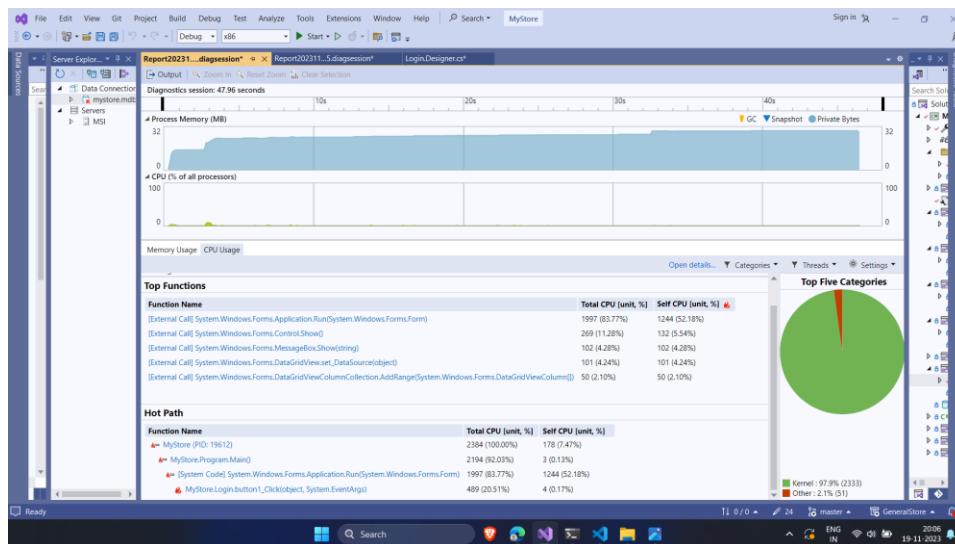 File Edit View Git Project Build Debug Test Analyze Tools Extensions Window Help Search MyStore Sign in
Debug x86 Start
Data Sources
Server Explor...
Report20231....diagsession* Report202311...5.diagsession* Login.Designer.cs*
Output Zoom In Reset Zoom Clear Selection
Diagnostics session: 47.96 seconds
10s 20s 30s 40s
Data Connection
mystore.mdb
Servers
MSI
Search Solu
Solut
Process Memory (MB) GC Snapshot Private Bytes
32 32
0 0
CPU (% of all processors)
100 100
0 0
Memory Usage CPU Usage
Open details... Categories Threads Settings
Top Functions
Function Name Total CPU [unit, %] Self CPU [unit, %]
[External Call] System.Windows.Forms.Application.Run(System.Windows.Forms.Form) 1997 (83.77%) 1244 (52.18%)
[External Call] System.Windows.Forms.Control.Show() 269 (11.28%) 132 (5.54%)
[External Call] System.Windows.Forms.MessageBox.Show(string) 102 (4.28%) 102 (4.28%)
[External Call] System.Windows.Forms.DataGridView.set_DataSource(object) 101 (4.24%) 101 (4.24%)
[External Call] System.Windows.Forms.DataGridViewColumnCollection.AddRange(System.Windows.Forms.DataGridViewColumn[]) 50 (2.10%) 50 (2.10%)
Hot Path
Function Name Total CPU [unit, %] Self CPU [unit, %]
MyStore (PID: 19612) 2384 (100.00%) 178 (7.47%)
MyStore.Program.Main() 2194 (92.03%) 3 (0.13%)
[System Code] System.Windows.Forms.Application.Run(System.Windows.Forms.Form) 1997 (83.77%) 1244 (52.18%)
MyStore.Login.button1_Click(object, System.EventArgs) 489 (20.51%) 4 (0.17%)
Top Five Categories
Kernel : 97.9% (2333)
Other : 2.1% (51)
Ready 0 / 0 24 master GeneralStore
Search
ENG
IN
20:06
19-11-2023